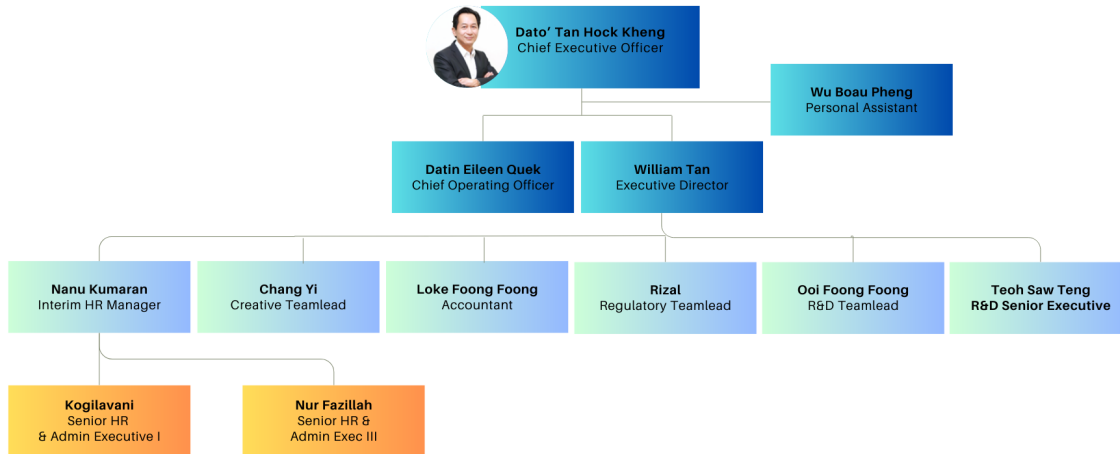 Dato’ Tan Hock Kheng
Chief Executive Officer
Wu Boau Pheng
Personal Assistant
Datin Eileen Quek
Chief Operating Officer
William Tan
Executive Director
Nanu Kumaran
Interim HR Manager
Chang Yi
Creative Teamlead
Loke Foong Foong
Accountant
Rizal
Regulatory Teamlead
Ooi Foong Foong
R&D Teamlead
Teoh Saw Teng
R&D Senior Executive
Kogilavani
Senior HR
& Admin Executive I
Nur Fazillah
Senior HR &
Admin Exec III